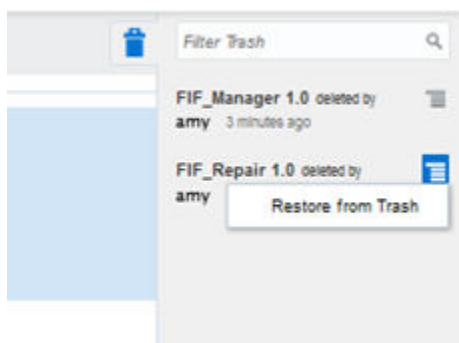 Filter Trash
FIF_Manager 1.0 deleted by
amy 3 minutes ago
FIF_Repair 1.0 deleted by
amy
Restore from Trash